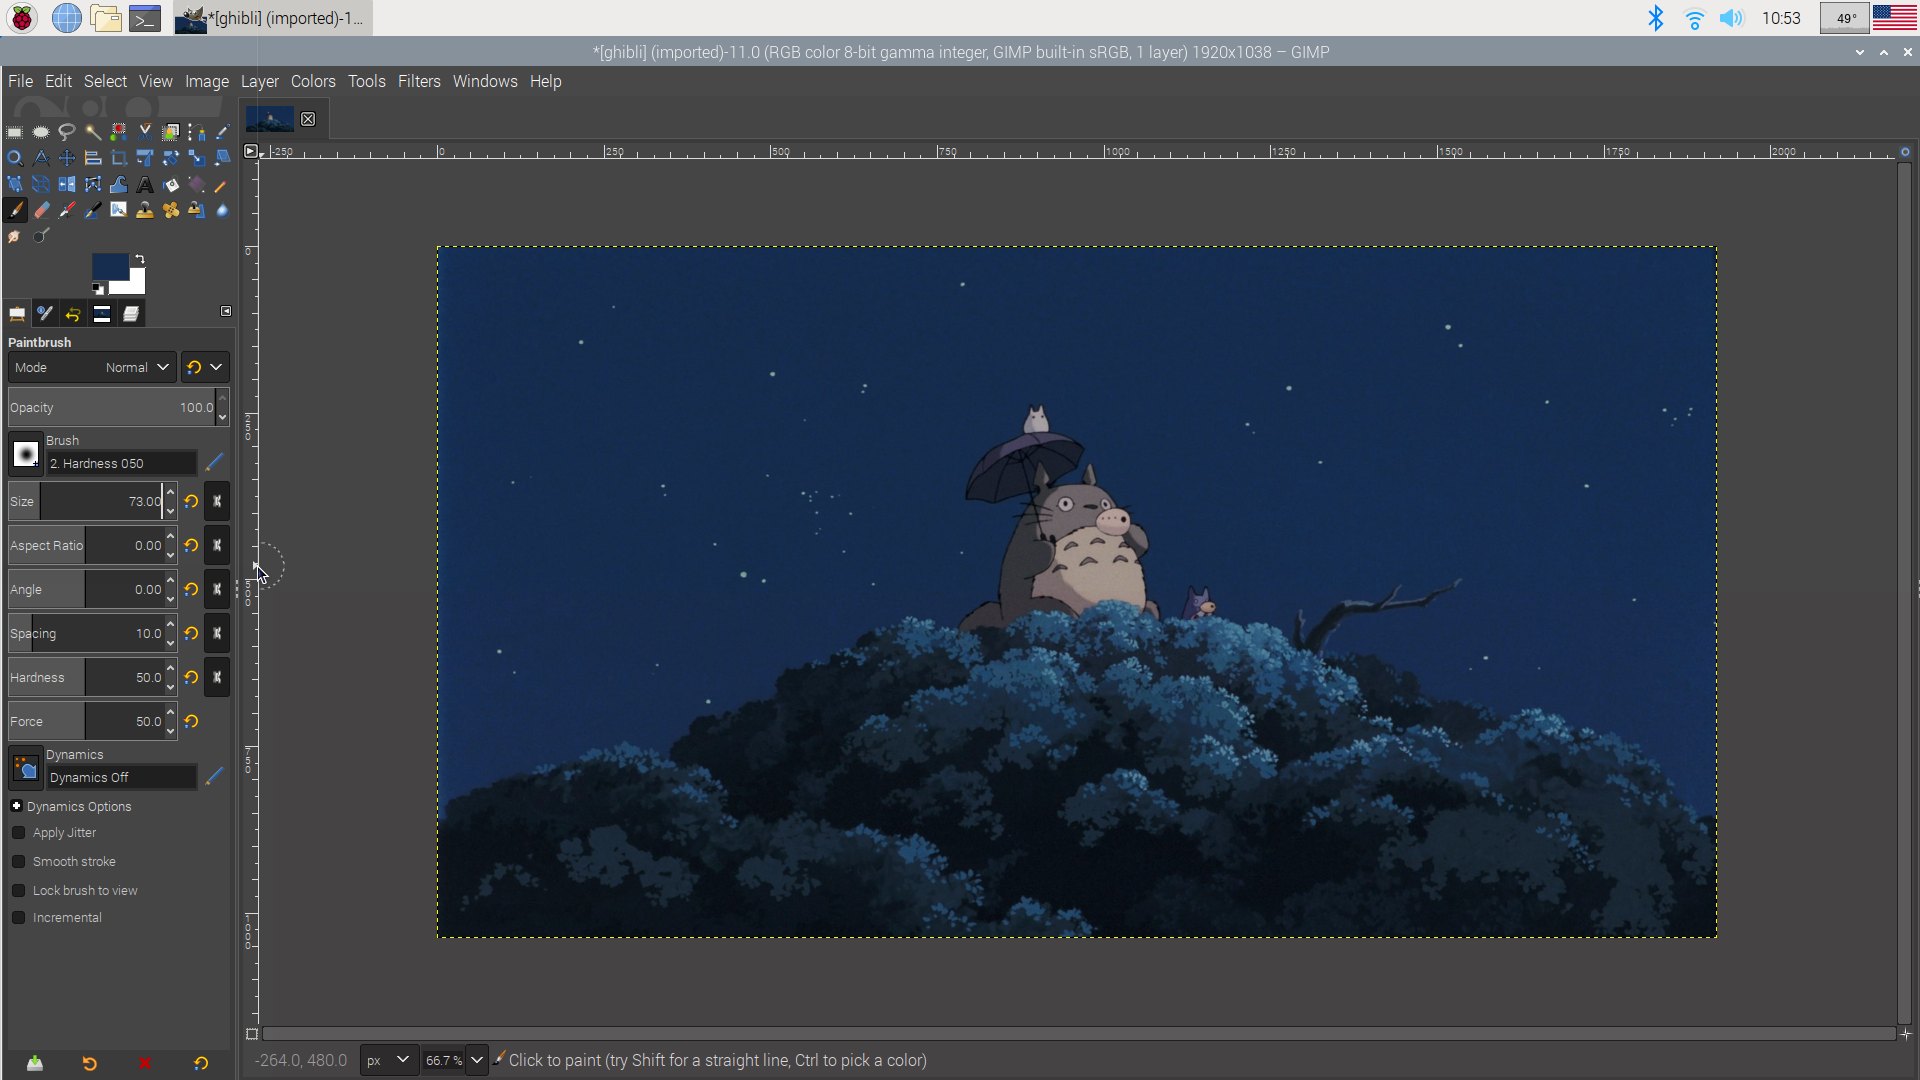 *[ghibli] (imported)-1...
10:53
49°
*[ghibli] (imported)-11.0 (RGB color 8-bit gamma integer, GIMP built-in sRGB, 1 layer) 1920x1038 – GIMP
File Edit Select View Image Layer Colors Tools Filters Windows Help
-250 0 250 500 750 1000 1250 1500 1750 2000
0
250
500
750
1000
Paintbrush
Mode Normal
Opacity 100.0
Brush
2. Hardness 050
Size 73.00
Aspect Ratio 0.00
Angle 0.00
Spacing 10.0
Hardness 50.0
Force 50.0
Dynamics
Dynamics Off
Dynamics Options
Apply Jitter
Smooth stroke
Lock brush to view
Incremental
-264.0, 480.0 px 66.7 % Click to paint (try Shift for a straight line, Ctrl to pick a color)